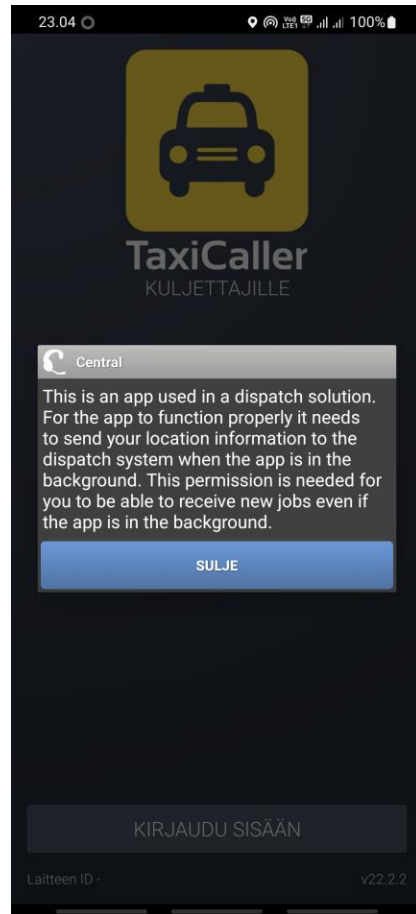 23.04 100%
TaxiCaller
KULJETTAJILLE
Central
This is an app used in a dispatch solution.
For the app to function properly it needs
to send your location information to the
dispatch system when the app is in the
background. This permission is needed for
you to be able to receive new jobs even if
the app is in the background.
SULJE
KIRJAUDU SISÄÄN
Laitteen ID - v22.2.2